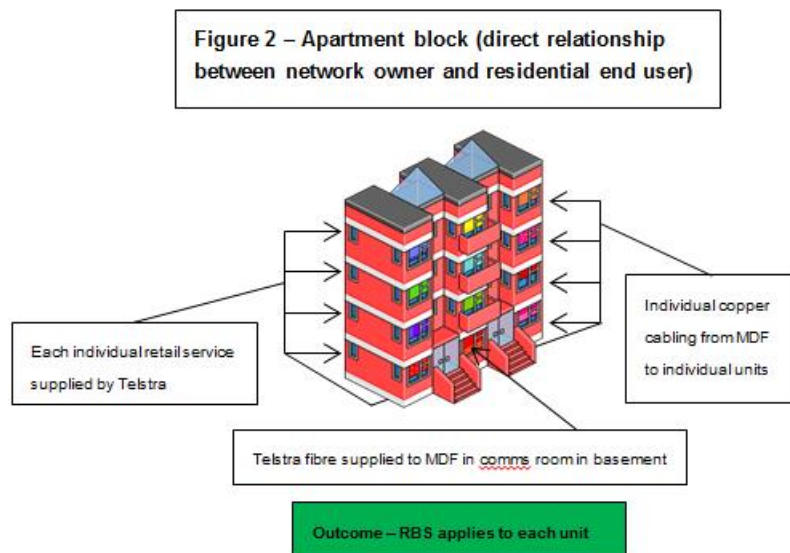 Figure 2 – Apartment block (direct relationship
between network owner and residential end user)
Each individual retail service
supplied by Telstra
Individual copper
cabling from MDF
to individual units
Telstra fibre supplied to MDF in comms room in basement
Outcome – RBS applies to each unit